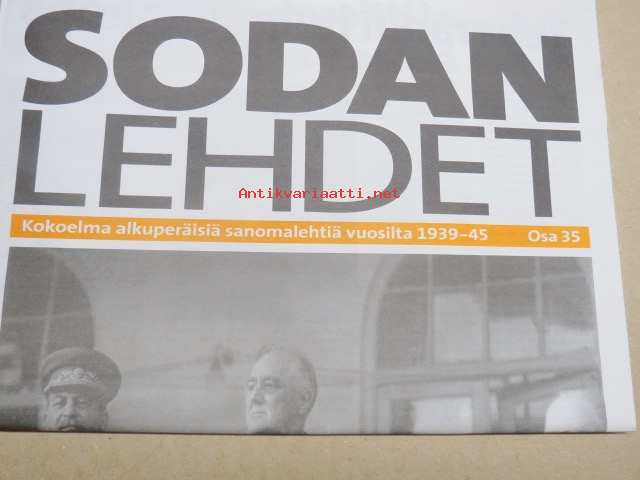 SODAN
LEHDET
Antikvariaatti.net
Kokoelma alkuperäisiä sanomalehtiä vuosilta 1939–45 Osa 35